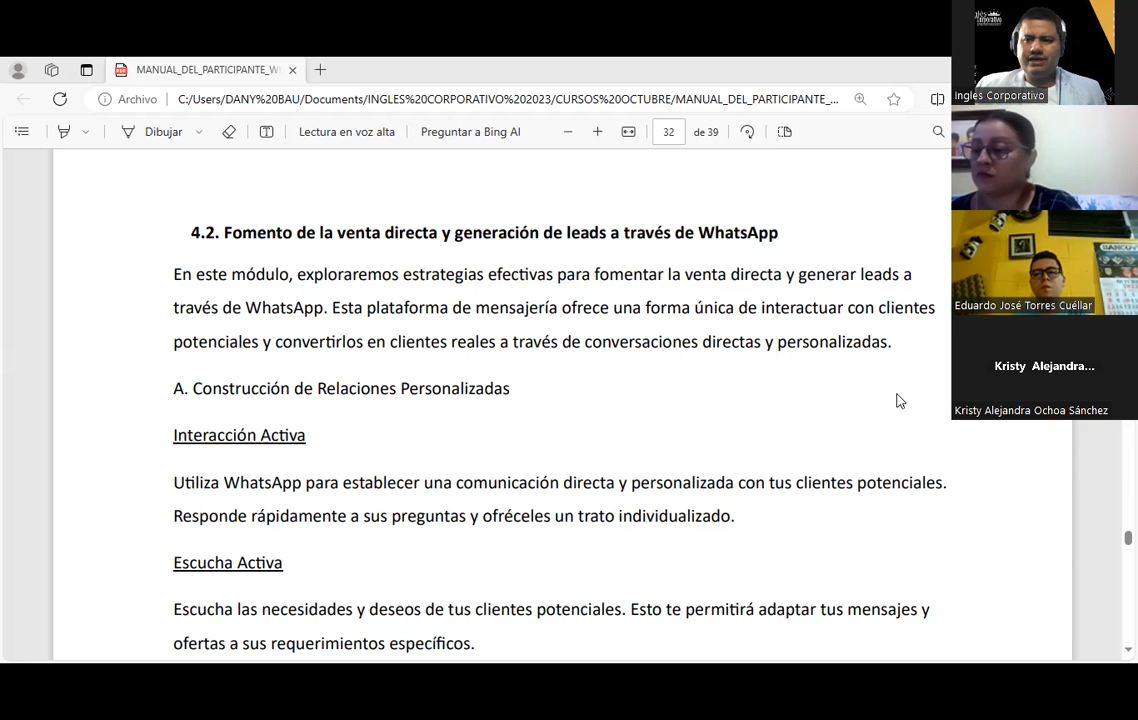 MANUAL_DEL_PARTICIPANTE_W
Archivo
C:/Users/DANY%20BAU/Documents/INGLES%20CORPORATIVO%202023/CURSOS%20OCTUBRE/MANUAL_DEL_PARTICIPANTE_...
Dibujar
Lectura en voz alta
Preguntar a Bing AI
32
de 39
4.2. Fomento de la venta directa y generación de leads a través de WhatsApp
En este módulo, exploraremos estrategias efectivas para fomentar la venta directa y generar leads a
través de WhatsApp. Esta plataforma de mensajería ofrece una forma única de interactuar con clientes
potenciales y convertirlos en clientes reales a través de conversaciones directas y personalizadas.
A. Construcción de Relaciones Personalizadas
Interacción Activa
Utiliza WhatsApp para establecer una comunicación directa y personalizada con tus clientes potenciales.
Responde rápidamente a sus preguntas y ofréceles un trato individualizado.
Escucha Activa
Escucha las necesidades y deseos de tus clientes potenciales. Esto te permitirá adaptar tus mensajes y
ofertas a sus requerimientos específicos.
Ingles Corporativo
Eduardo José Torres Cuéllar
Kristy Alejandra...
Kristy Alejandra Ochoa Sánchez